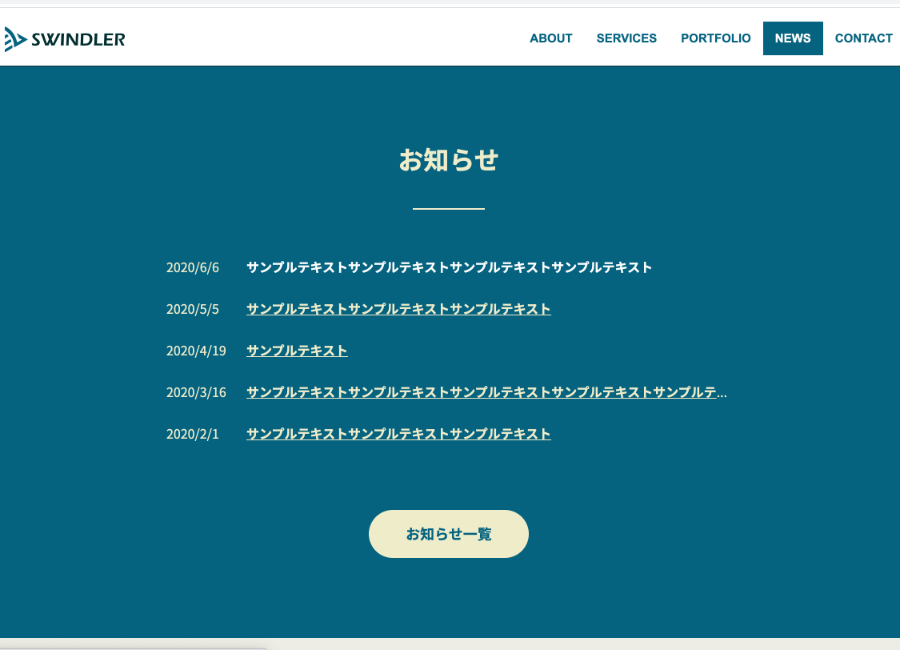 SWINDLER
ABOUT SERVICES PORTFOLIO NEWS CONTACT
お知らせ
2020/6/6 サンプルテキストサンプルテキストサンプルテキストサンプルテキスト
2020/5/5 サンプルテキストサンプルテキストサンプルテキスト
2020/4/19 サンプルテキスト
2020/3/16 サンプルテキストサンプルテキストサンプルテキストサンプルテキストサンプルテ...
2020/2/1 サンプルテキストサンプルテキストサンプルテキスト
お知らせ一覧